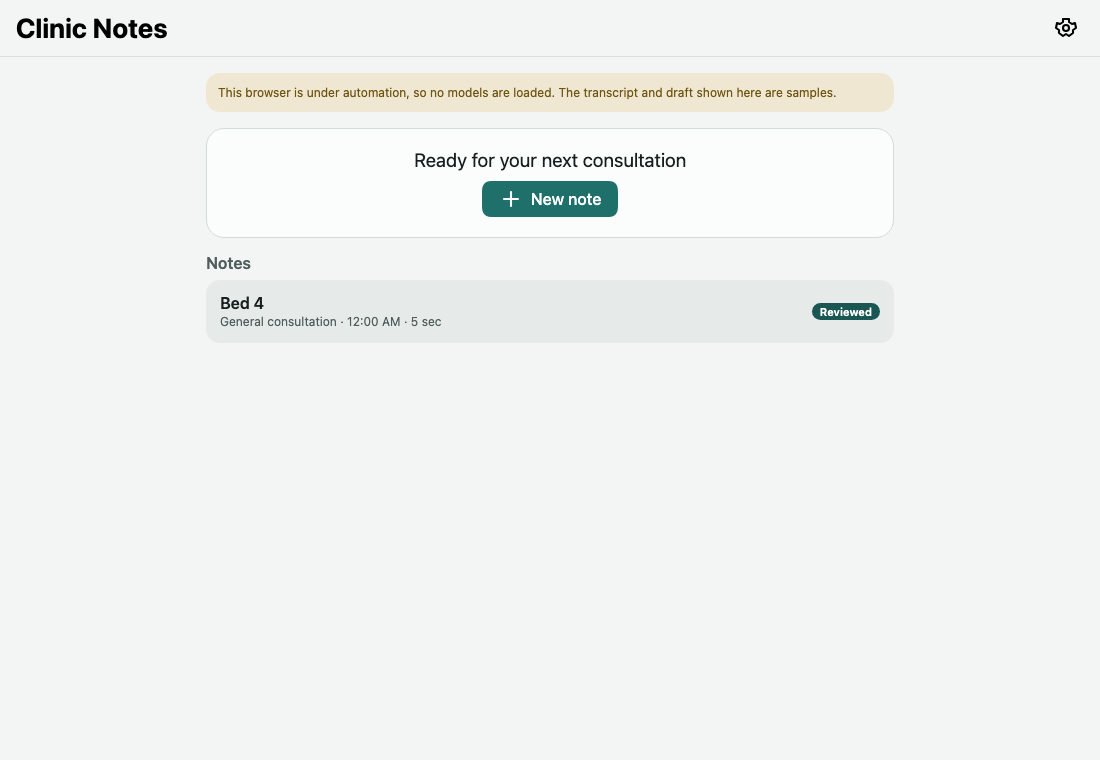 Clinic Notes
This browser is under automation, so no models are loaded. The transcript and draft shown here are samples.
Ready for your next consultation
New note
Notes
Bed 4
Reviewed
General consultation · 12:00 AM · 5 sec